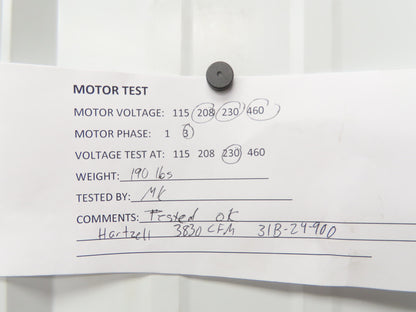 MOTOR TEST
MOTOR VOLTAGE: 115 208 230 460
MOTOR PHASE: 1 3
VOLTAGE TEST AT: 115 208 230 460
WEIGHT: 190 lbs
TESTED BY: MK
COMMENTS: Tested OK
Hartzell 3830 CFM 31B-24-900